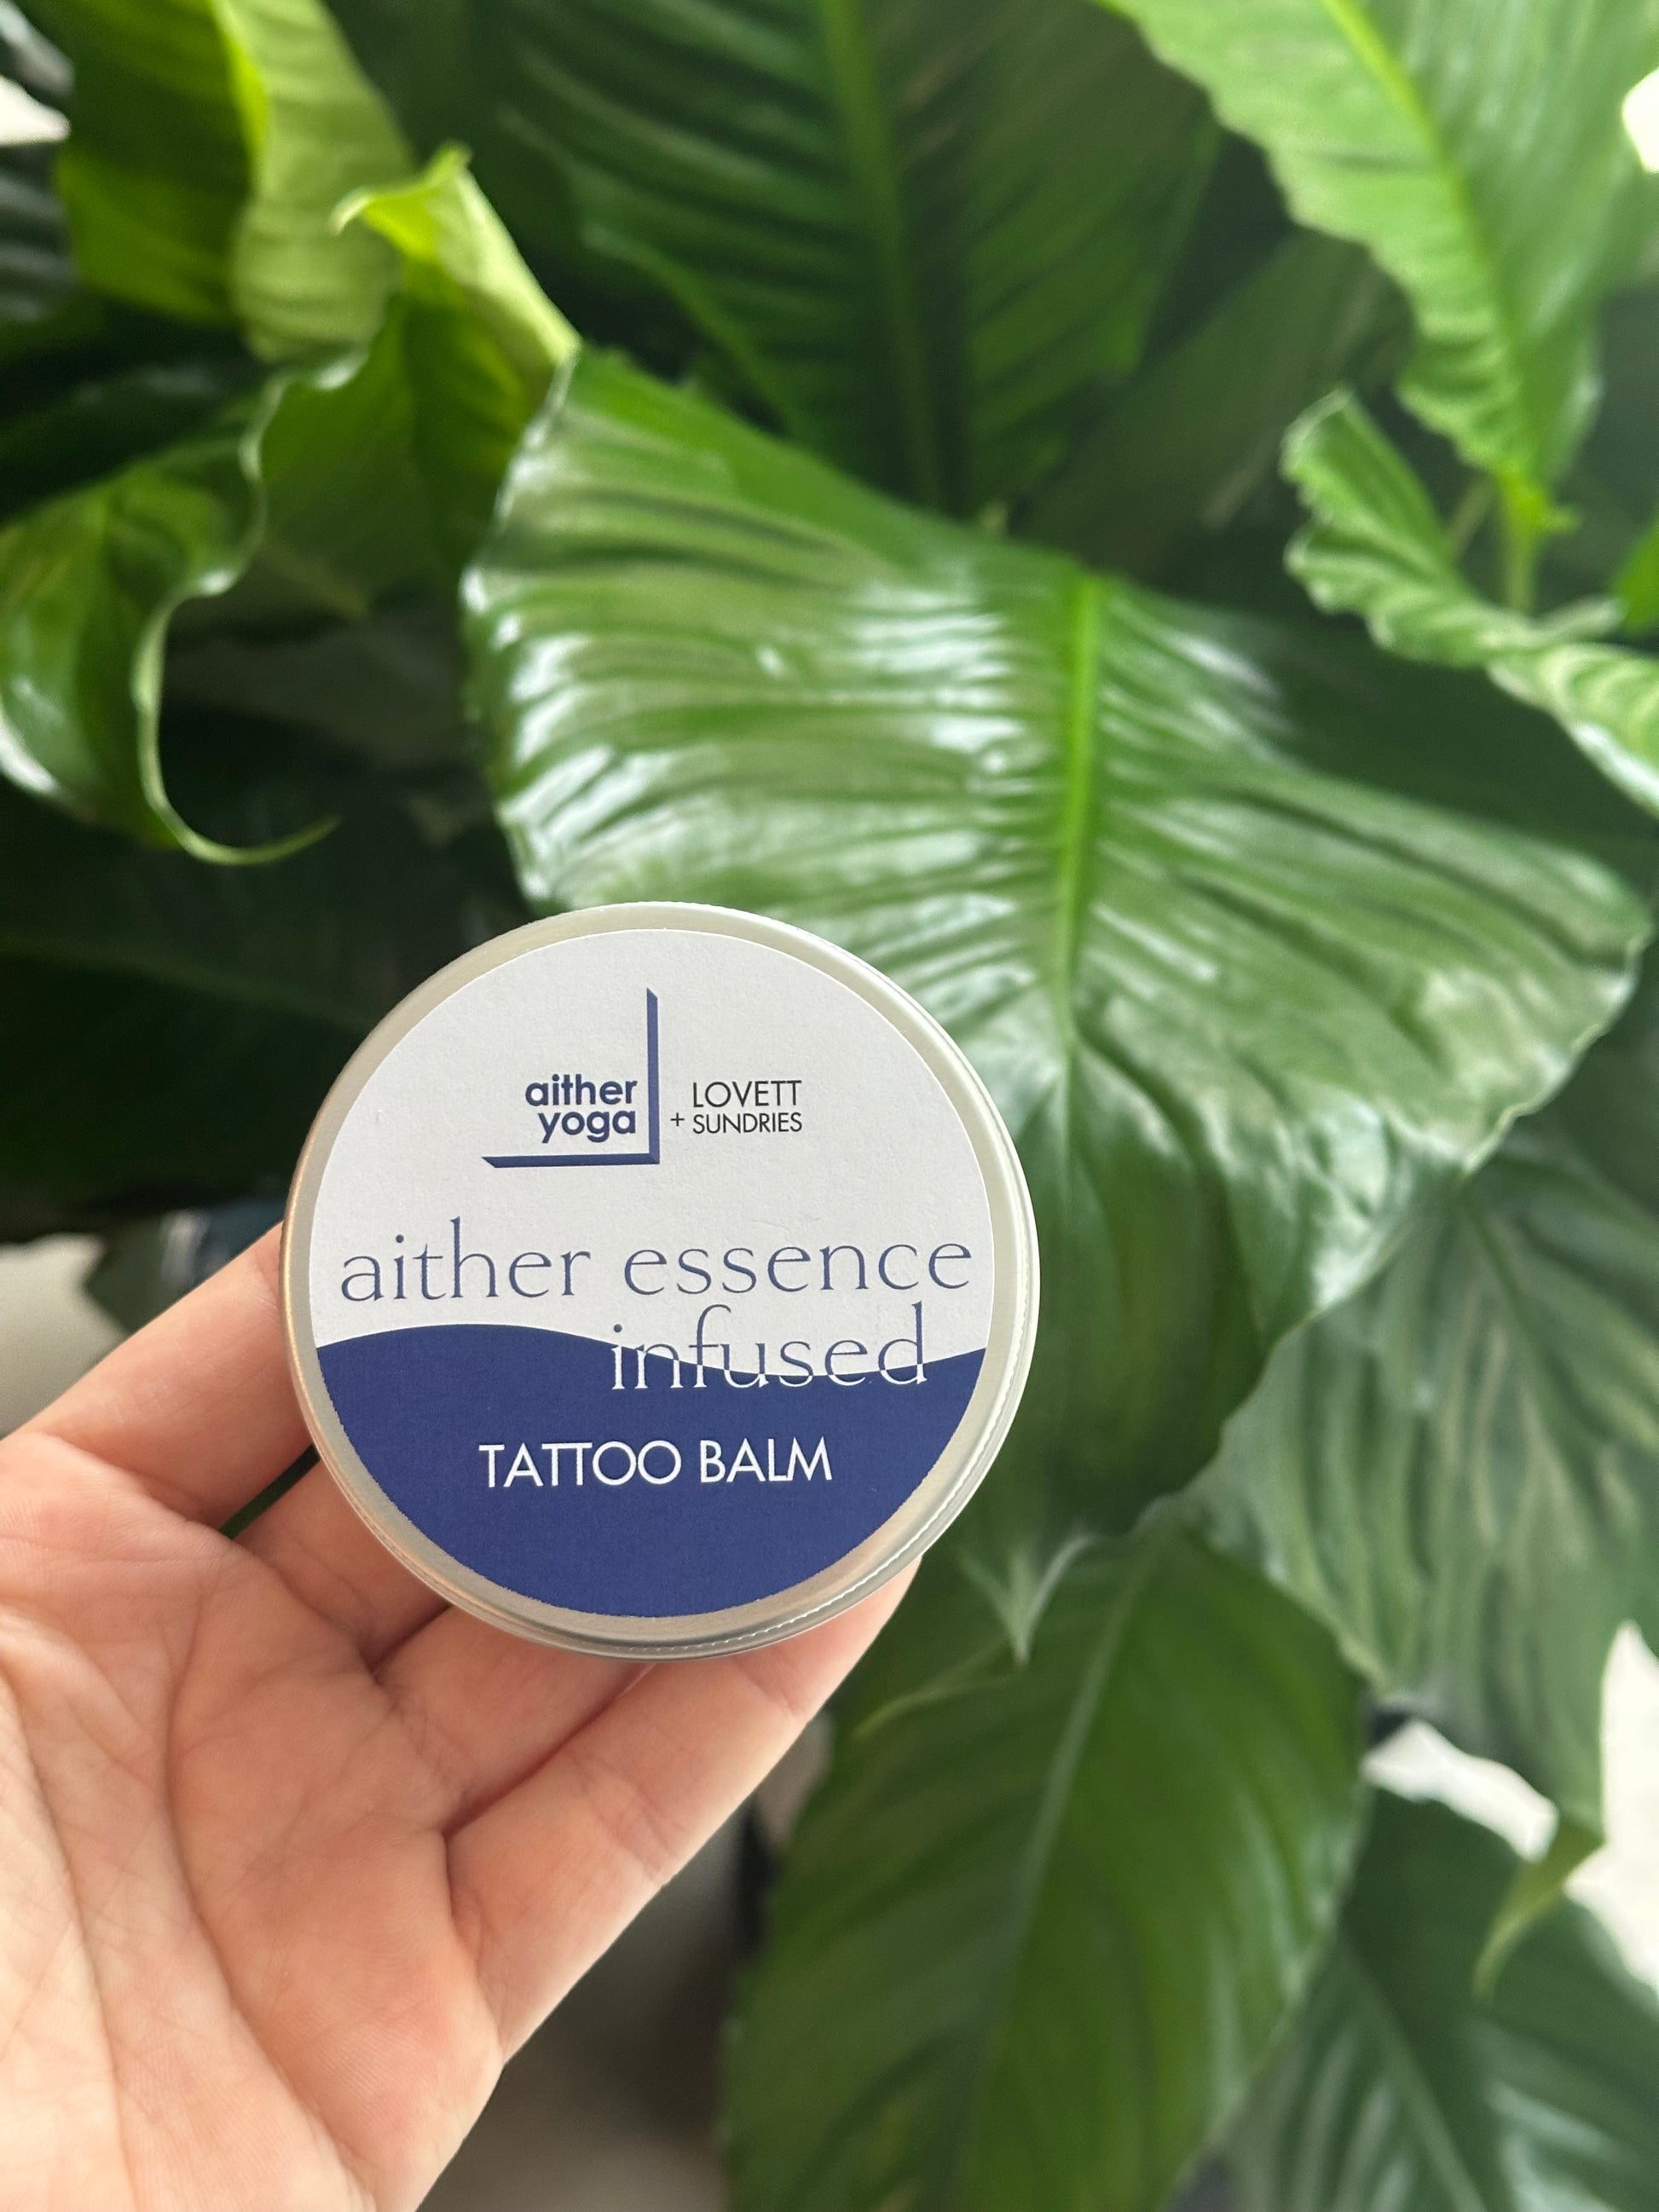 aither
yoga
LOVETT
+ SUNDRIES
aither essence
infused
TATTOO BALM